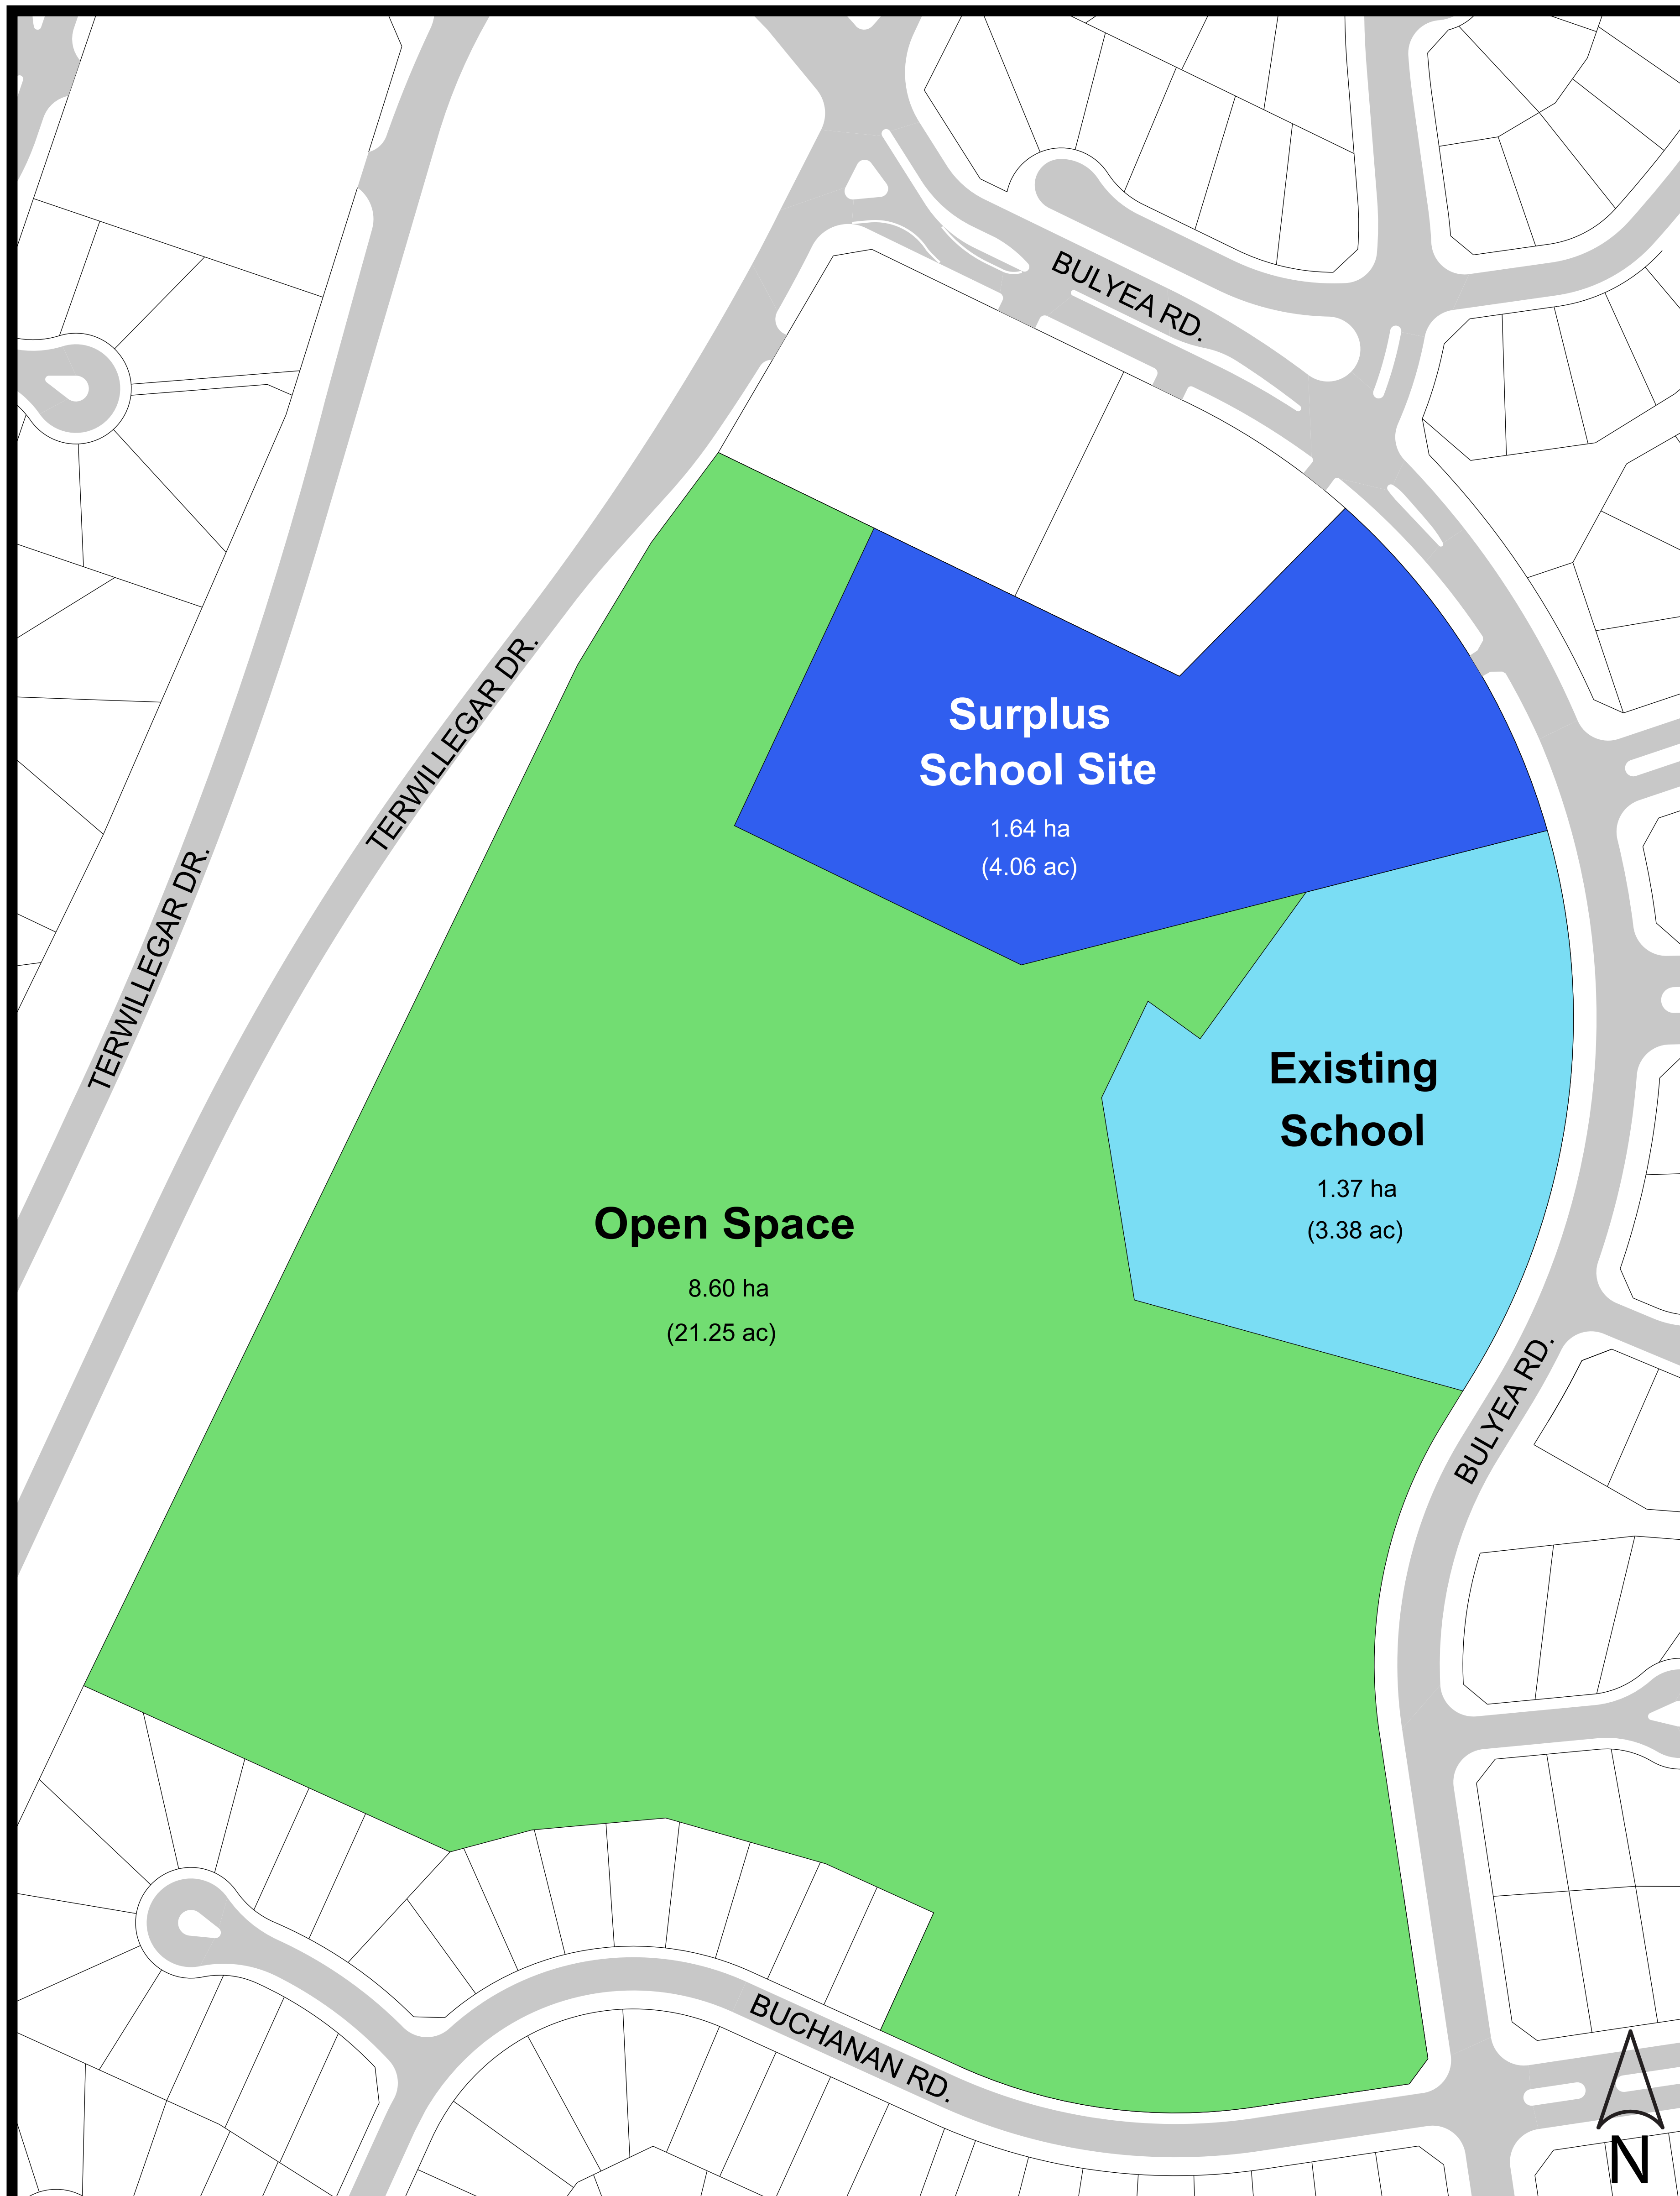 BULYEA RD.
TERWILLEGAR DR.
TERWILLEGAR DR.
Surplus
School Site
1.64 ha
(4.06 ac)
Existing
School
1.37 ha
(3.38 ac)
Open Space
8.60 ha
(21.25 ac)
BULYEA RD.
BUCHANAN RD.
N